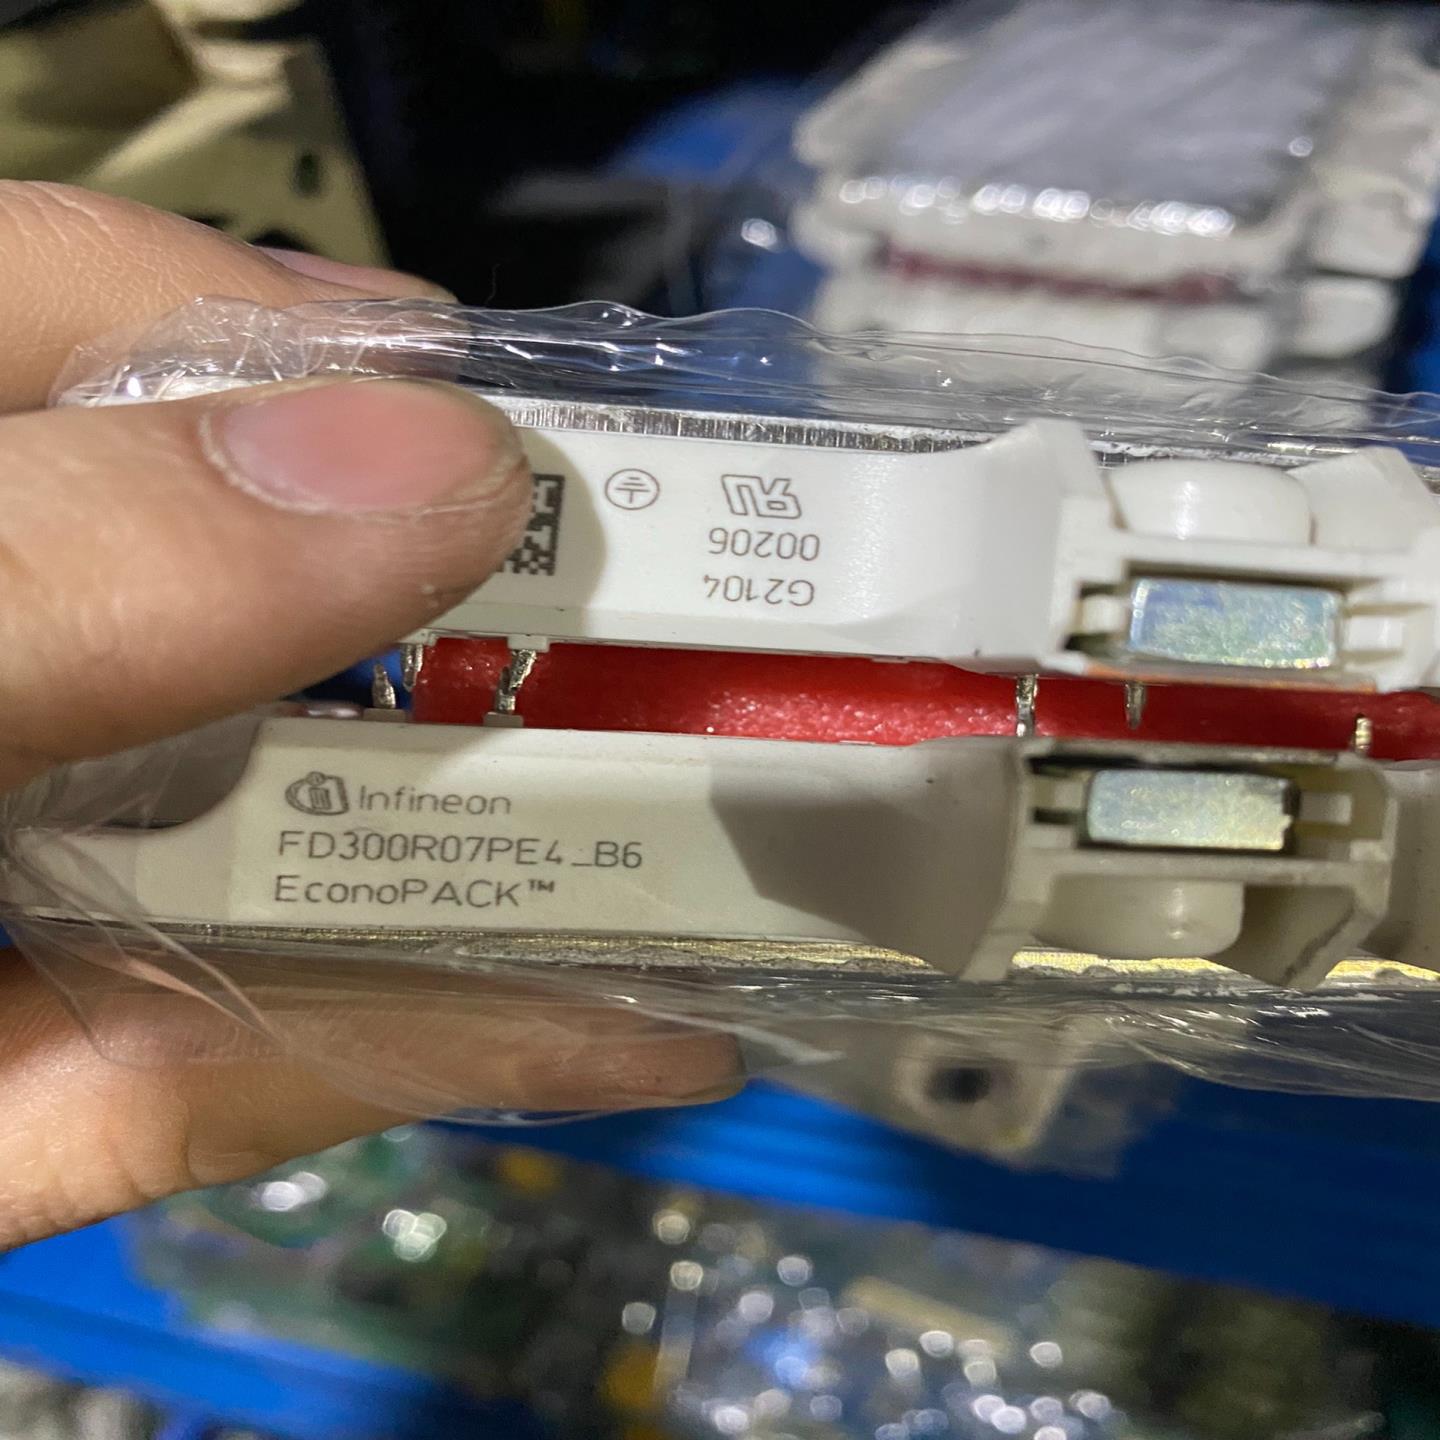 00206
G2104
Infineon
FD300R07PE4_B6
EconoPACK™